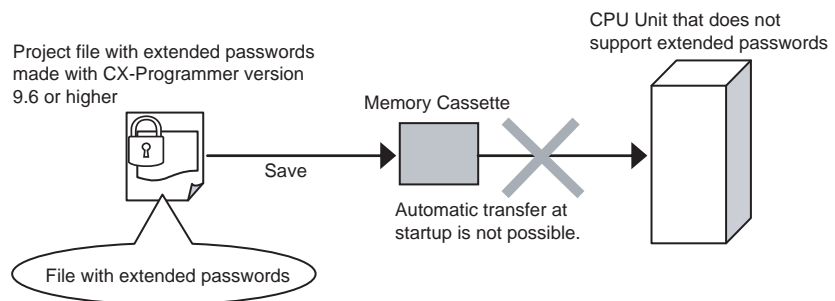 CPU Unit that does not
support extended passwords
Project file with extended passwords
made with CX-Programmer version
9.6 or higher
Memory Cassette
Save
Automatic transfer at
startup is not possible.
File with extended passwords